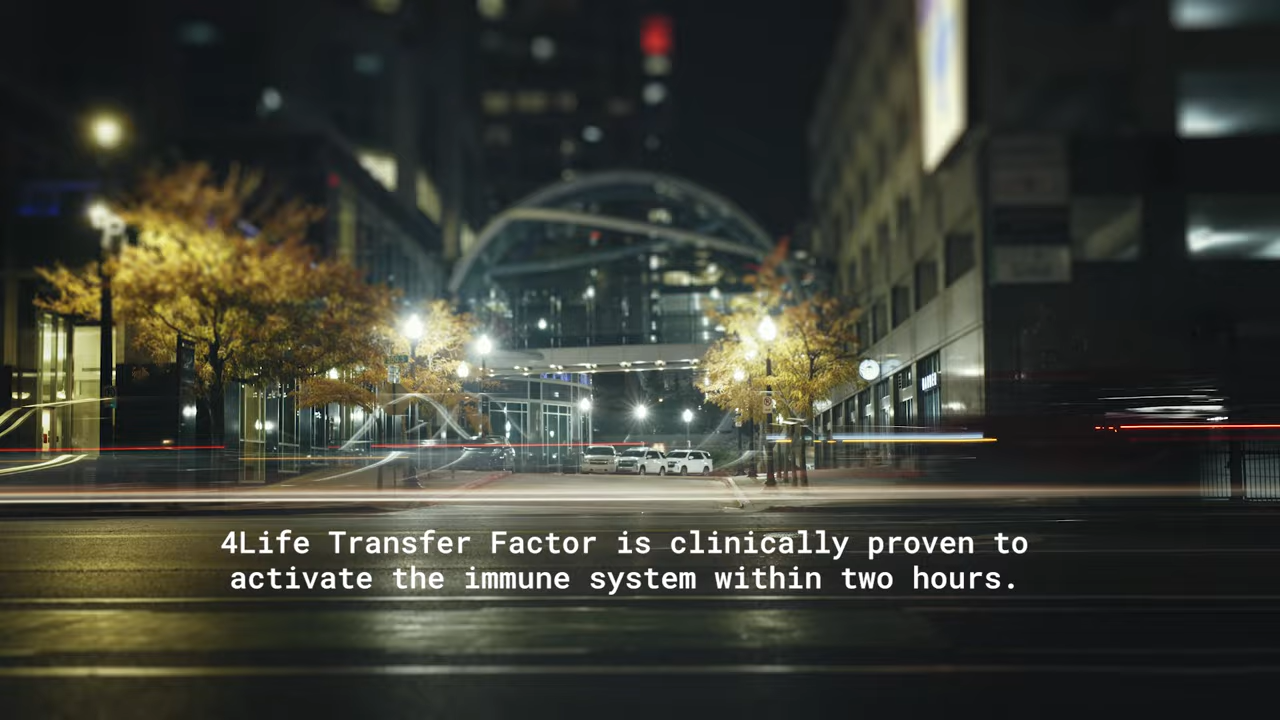 4Life Transfer Factor is clinically proven to
activate the immune system within two hours.